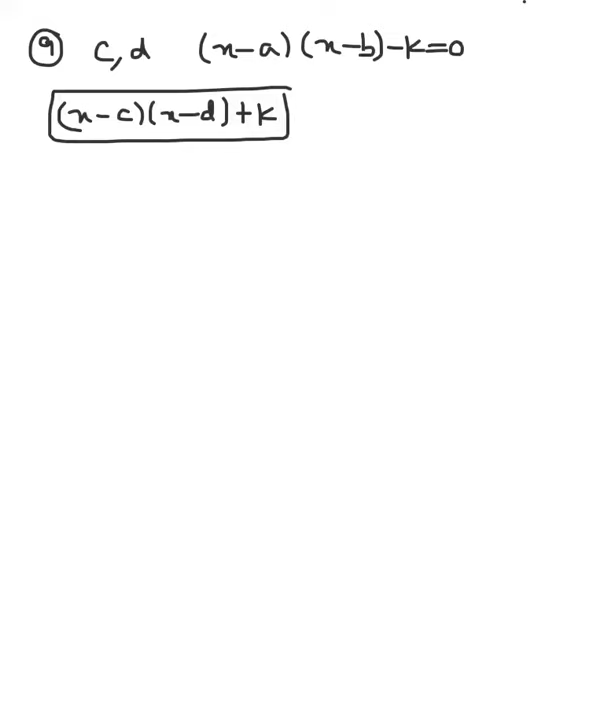 9 c, d (x-a)(x-b)-k=0
(x-c)(x-d)+k